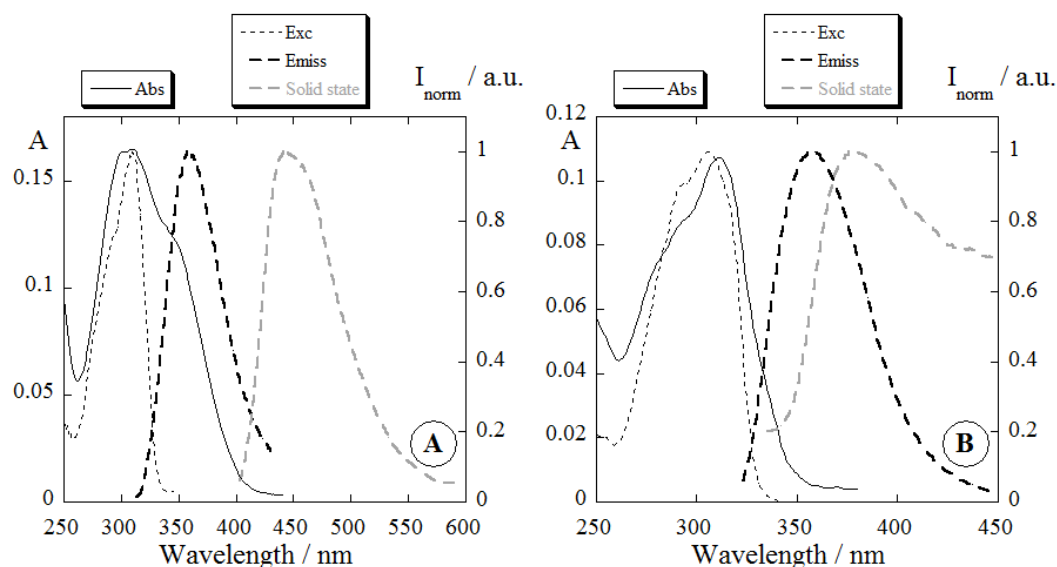 Exc
Emiss
Solid state
Abs
I norm / a.u.
A
0.15
0.1
0.05
0
1
0.8
0.6
0.4
0.2
0
A
250 300 350 400 450 500 550 600
Wavelength / nm
Exc
Emiss
Solid state
Abs
I norm / a.u.
0.12
A
0.1
0.08
0.06
0.04
0.02
0
1
0.8
0.6
0.4
0.2
0
B
250 300 350 400 450
Wavelength / nm